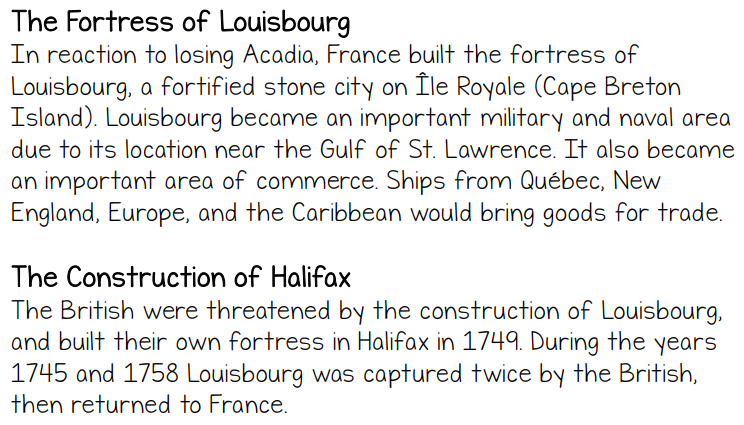 The Fortress of Louisbourg
In reaction to losing Acadia, France built the fortress of
Louisbourg, a fortified stone city on Île Royale (Cape Breton
Island). Louisbourg became an important military and naval area
due to its location near the Gulf of St. Lawrence. It also became
an important area of commerce. Ships from Québec, New
England, Europe, and the Caribbean would bring goods for trade.
The Construction of Halifax
The British were threatened by the construction of Louisbourg,
and built their own fortress in Halifax in 1749. During the years
1745 and 1758 Louisbourg was captured twice by the British,
then returned to France.